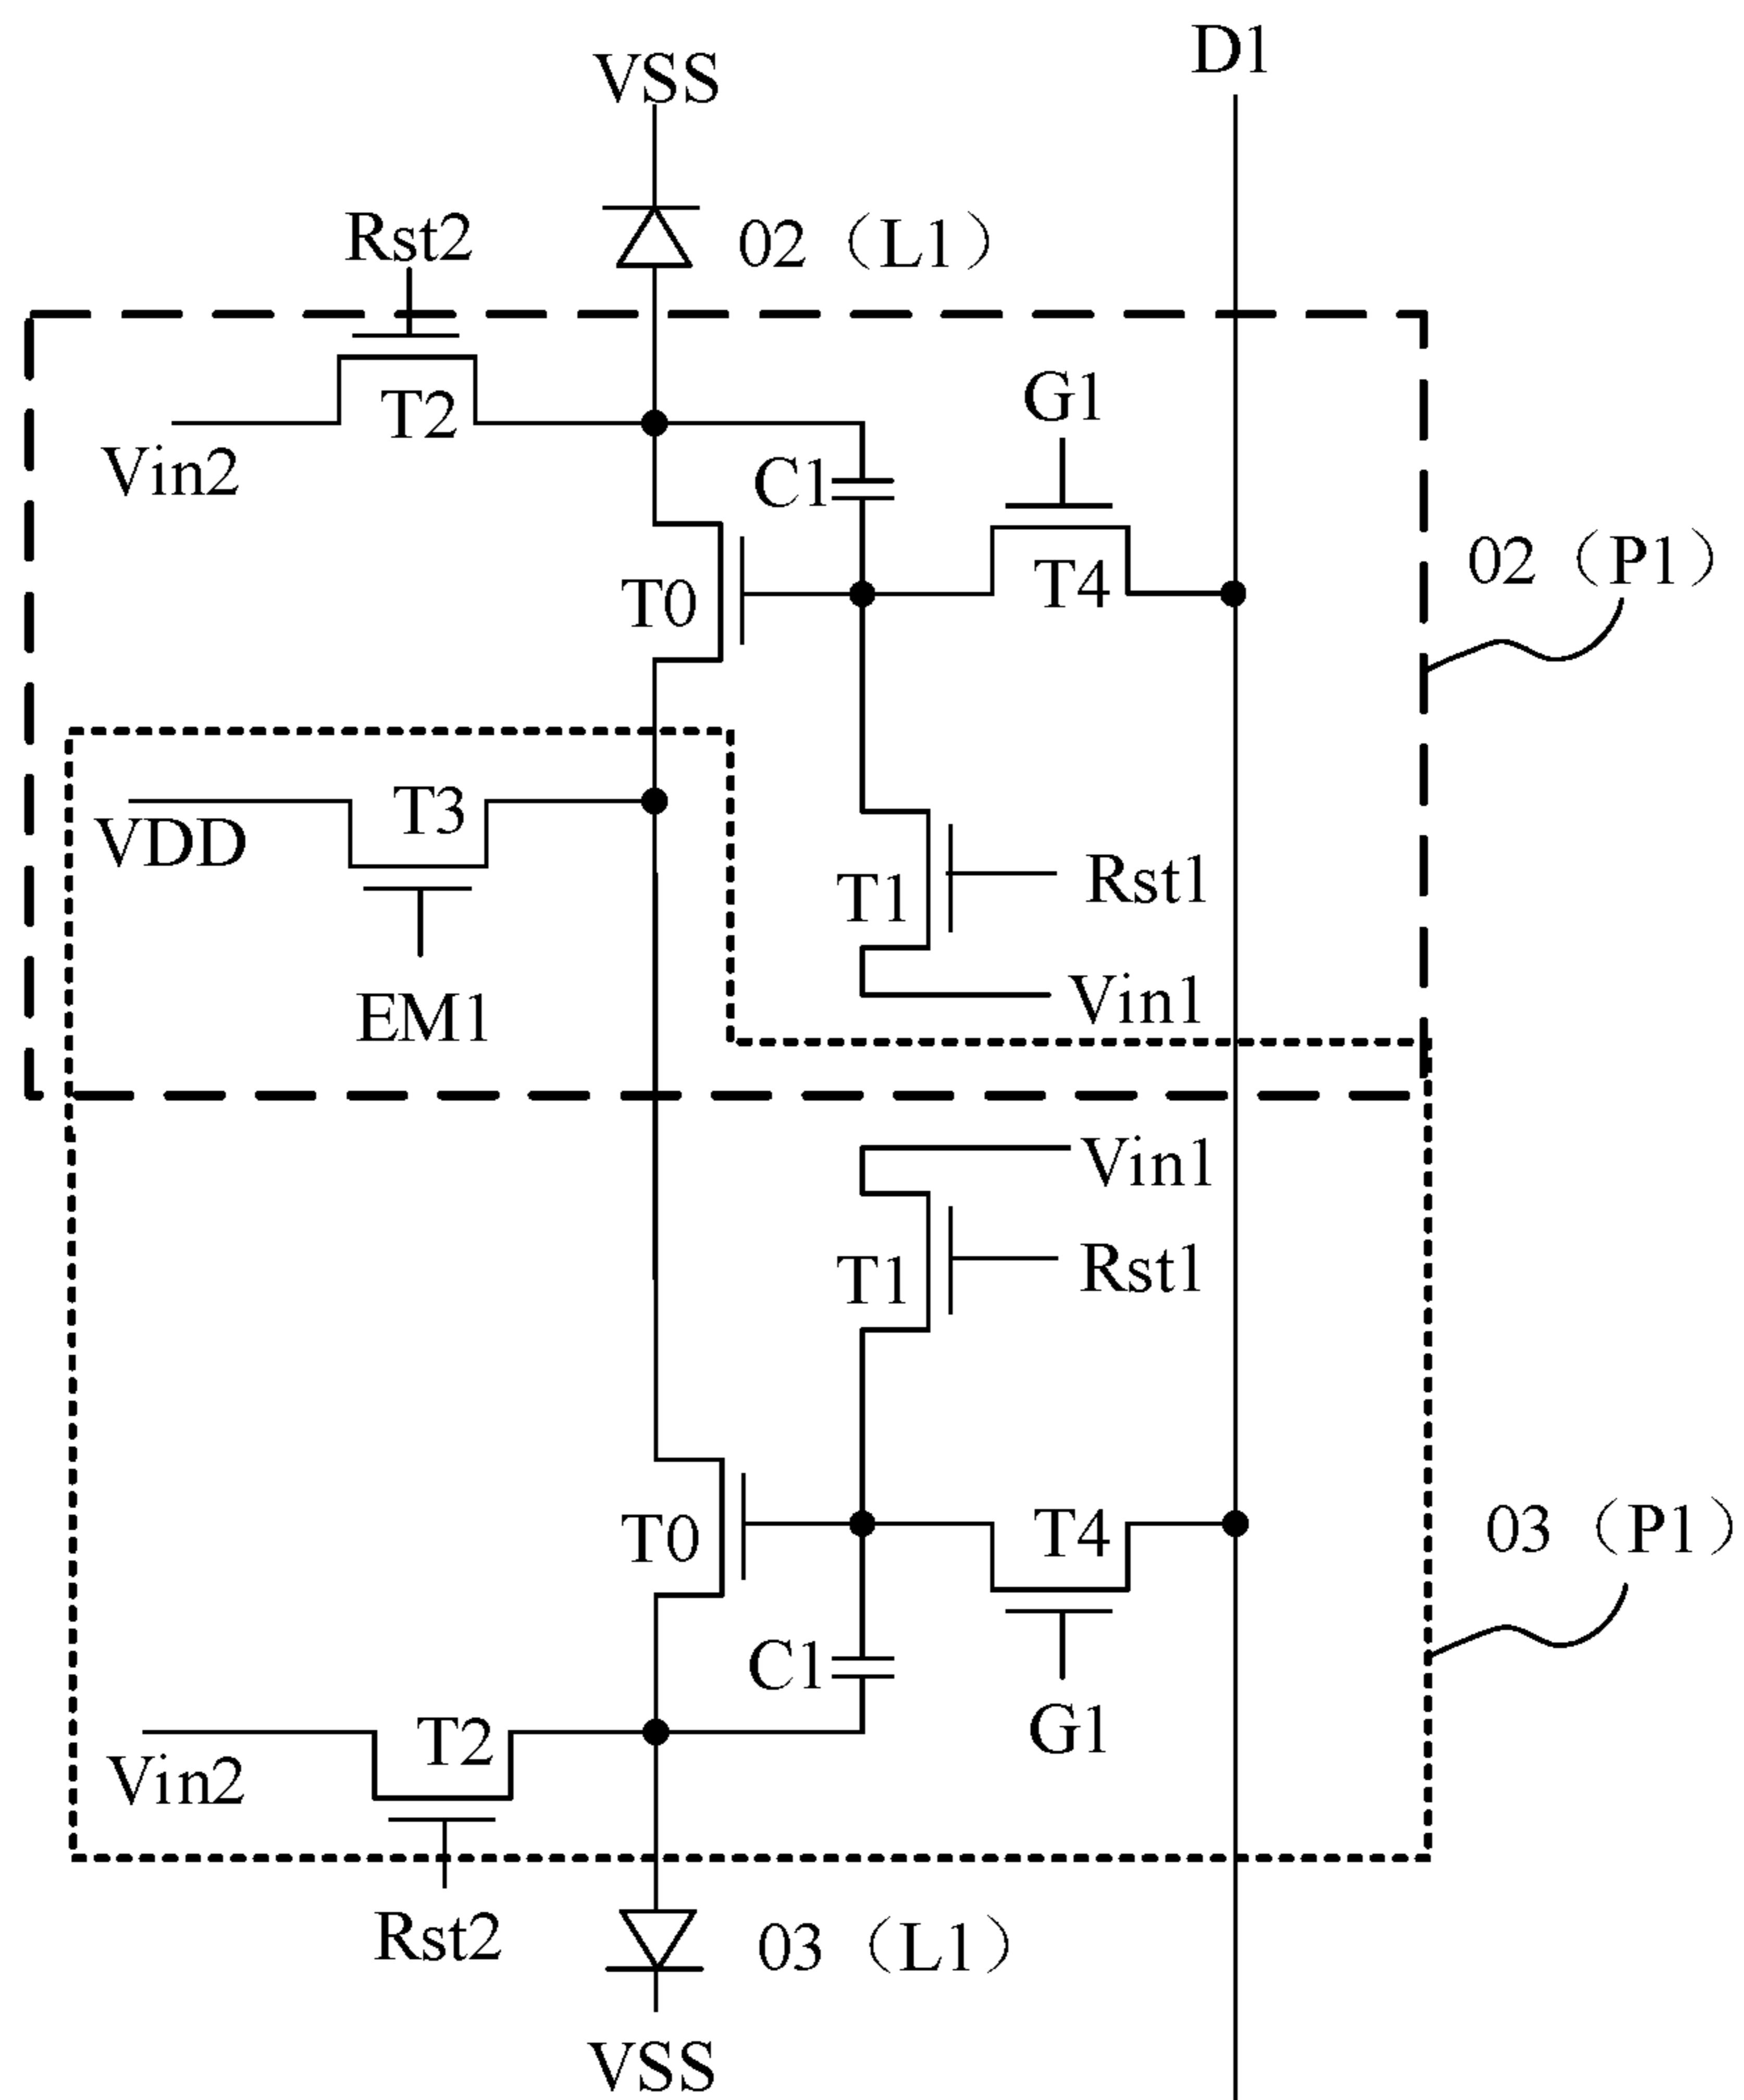 D1
VSS
Rst2
02（L1）
G1
T2
Vin2
C1
02（P1）
T4
T0
T3
VDD
T1
Rst1
Vin1
EM1
Vin1
T1
Rst1
T0
T4
03（P1）
C1
G1
T2
Vin2
Rst2
03（L1）
VSS